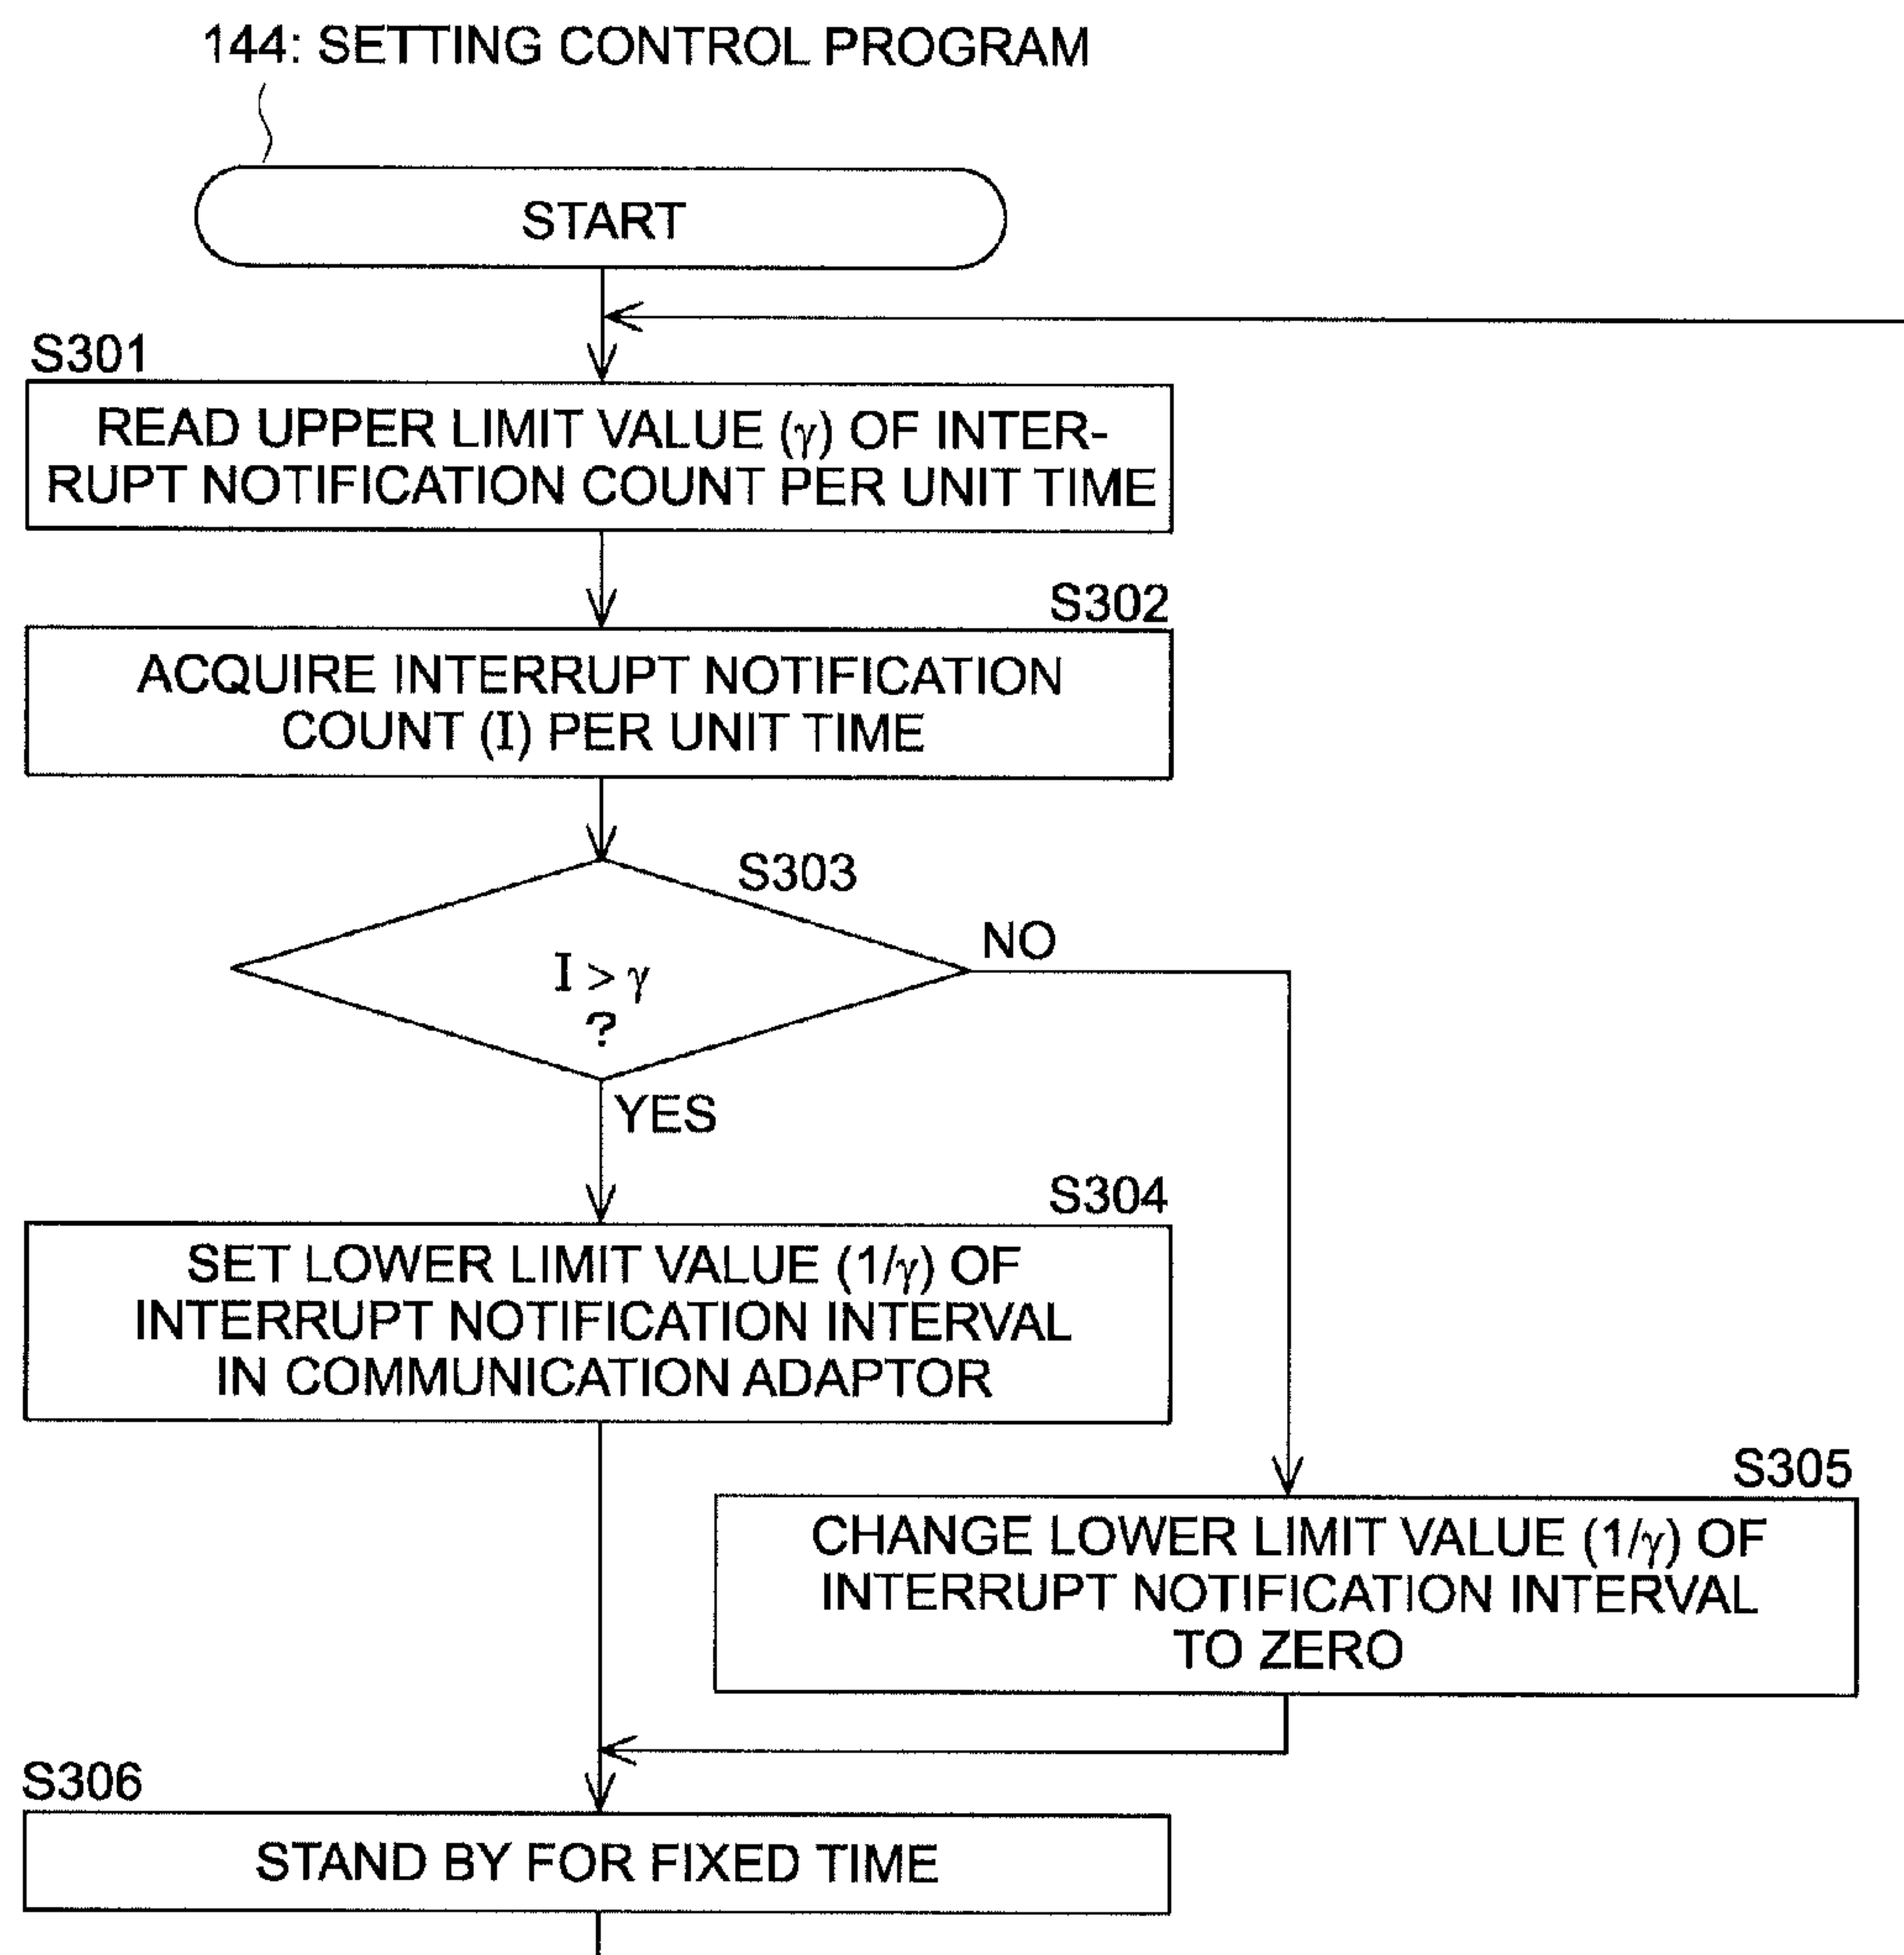 144: SETTING CONTROL PROGRAM
START
S301
READ UPPER LIMIT VALUE (γ) OF INTER-
RUPT NOTIFICATION COUNT PER UNIT TIME
S302
ACQUIRE INTERRUPT NOTIFICATION
COUNT (I) PER UNIT TIME
S303
NO
I > γ
?
YES
S304
SET LOWER LIMIT VALUE (1/γ) OF
INTERRUPT NOTIFICATION INTERVAL
IN COMMUNICATION ADAPTOR
S305
CHANGE LOWER LIMIT VALUE (1/γ) OF
INTERRUPT NOTIFICATION INTERVAL
TO ZERO
S306
STAND BY FOR FIXED TIME